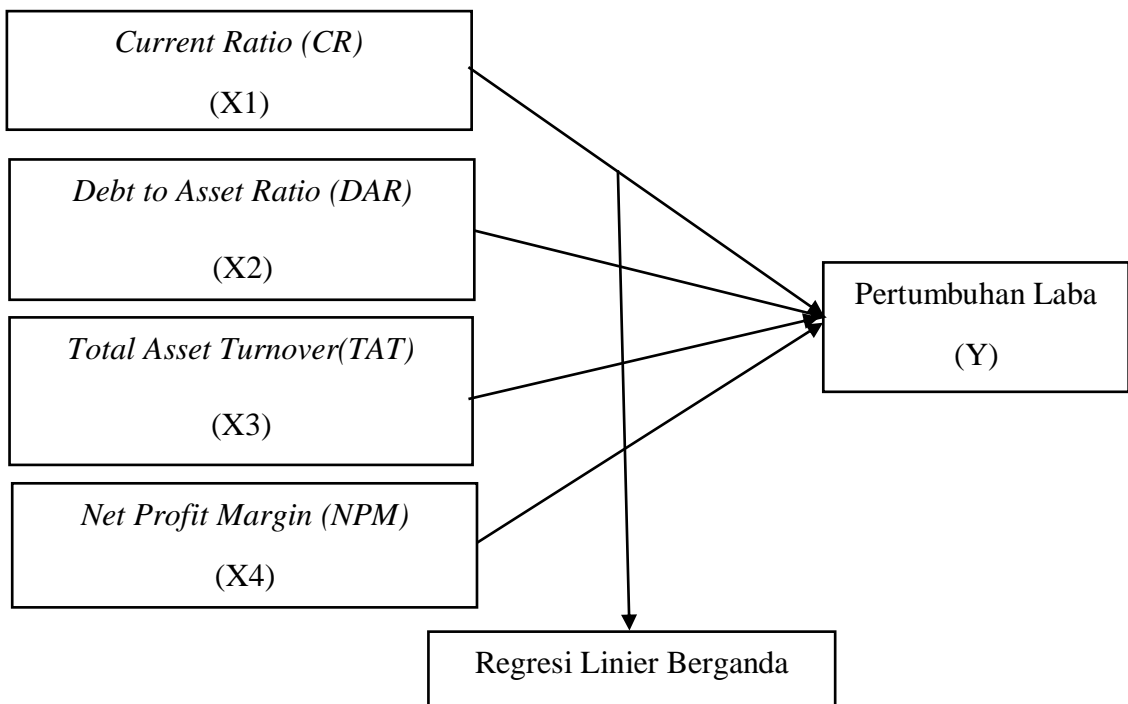 Current Ratio (CR)
(X1)
Debt to Asset Ratio (DAR)
(X2)
Total Asset Turnover(TAT)
(X3)
Net Profit Margin (NPM)
(X4)
Pertumbuhan Laba
(Y)
Regresi Linier Berganda